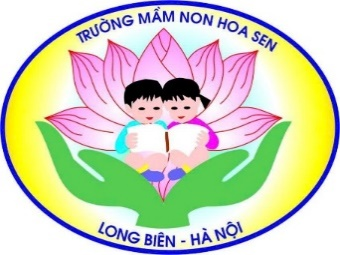 TRƯỜNG MẦM NON HOA SEN
LONG BIÊN - HÀ NỘI